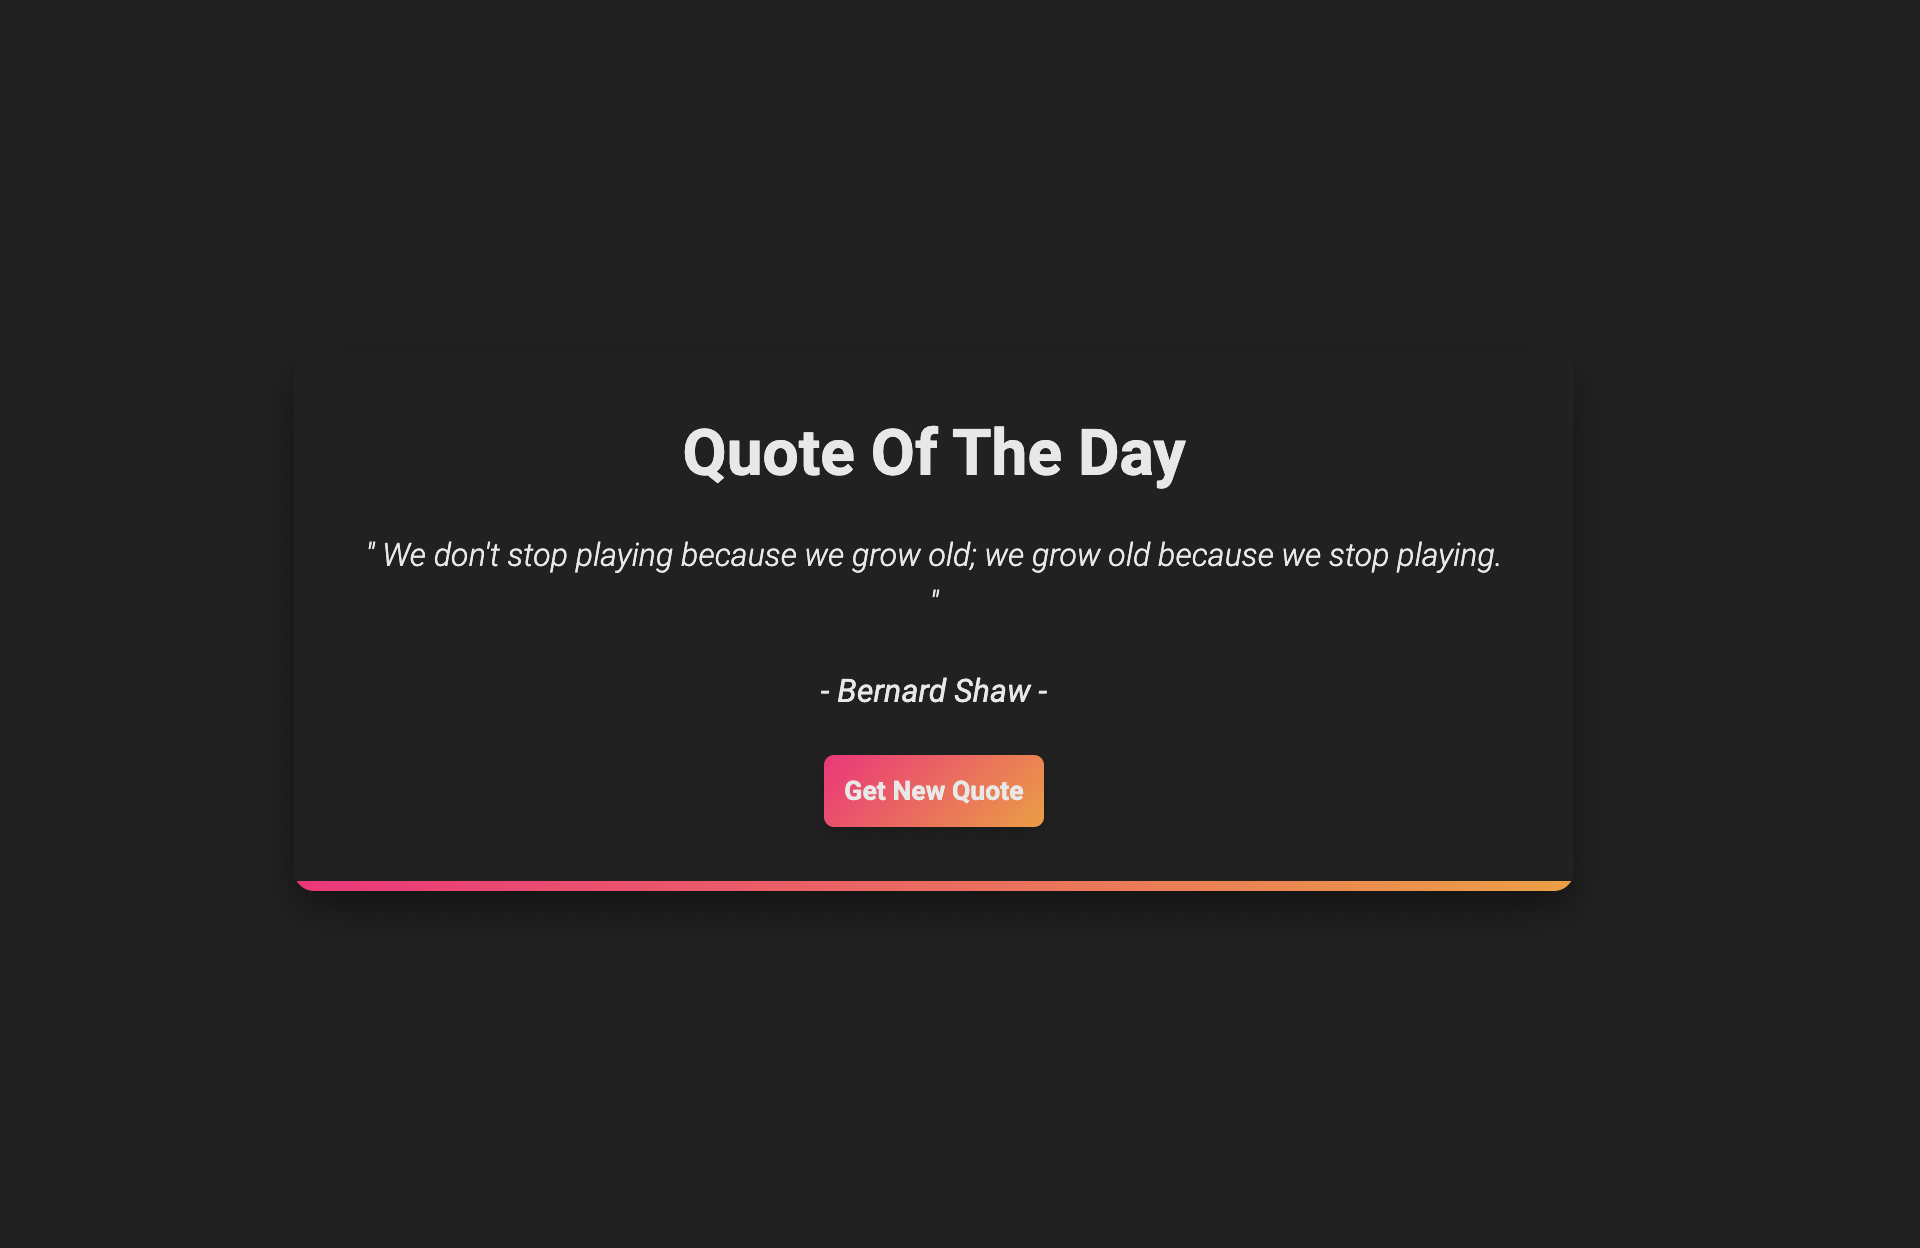 Quote Of The Day
" We don't stop playing because we grow old; we grow old because we stop playing.
"
- Bernard Shaw -
Get New Quote